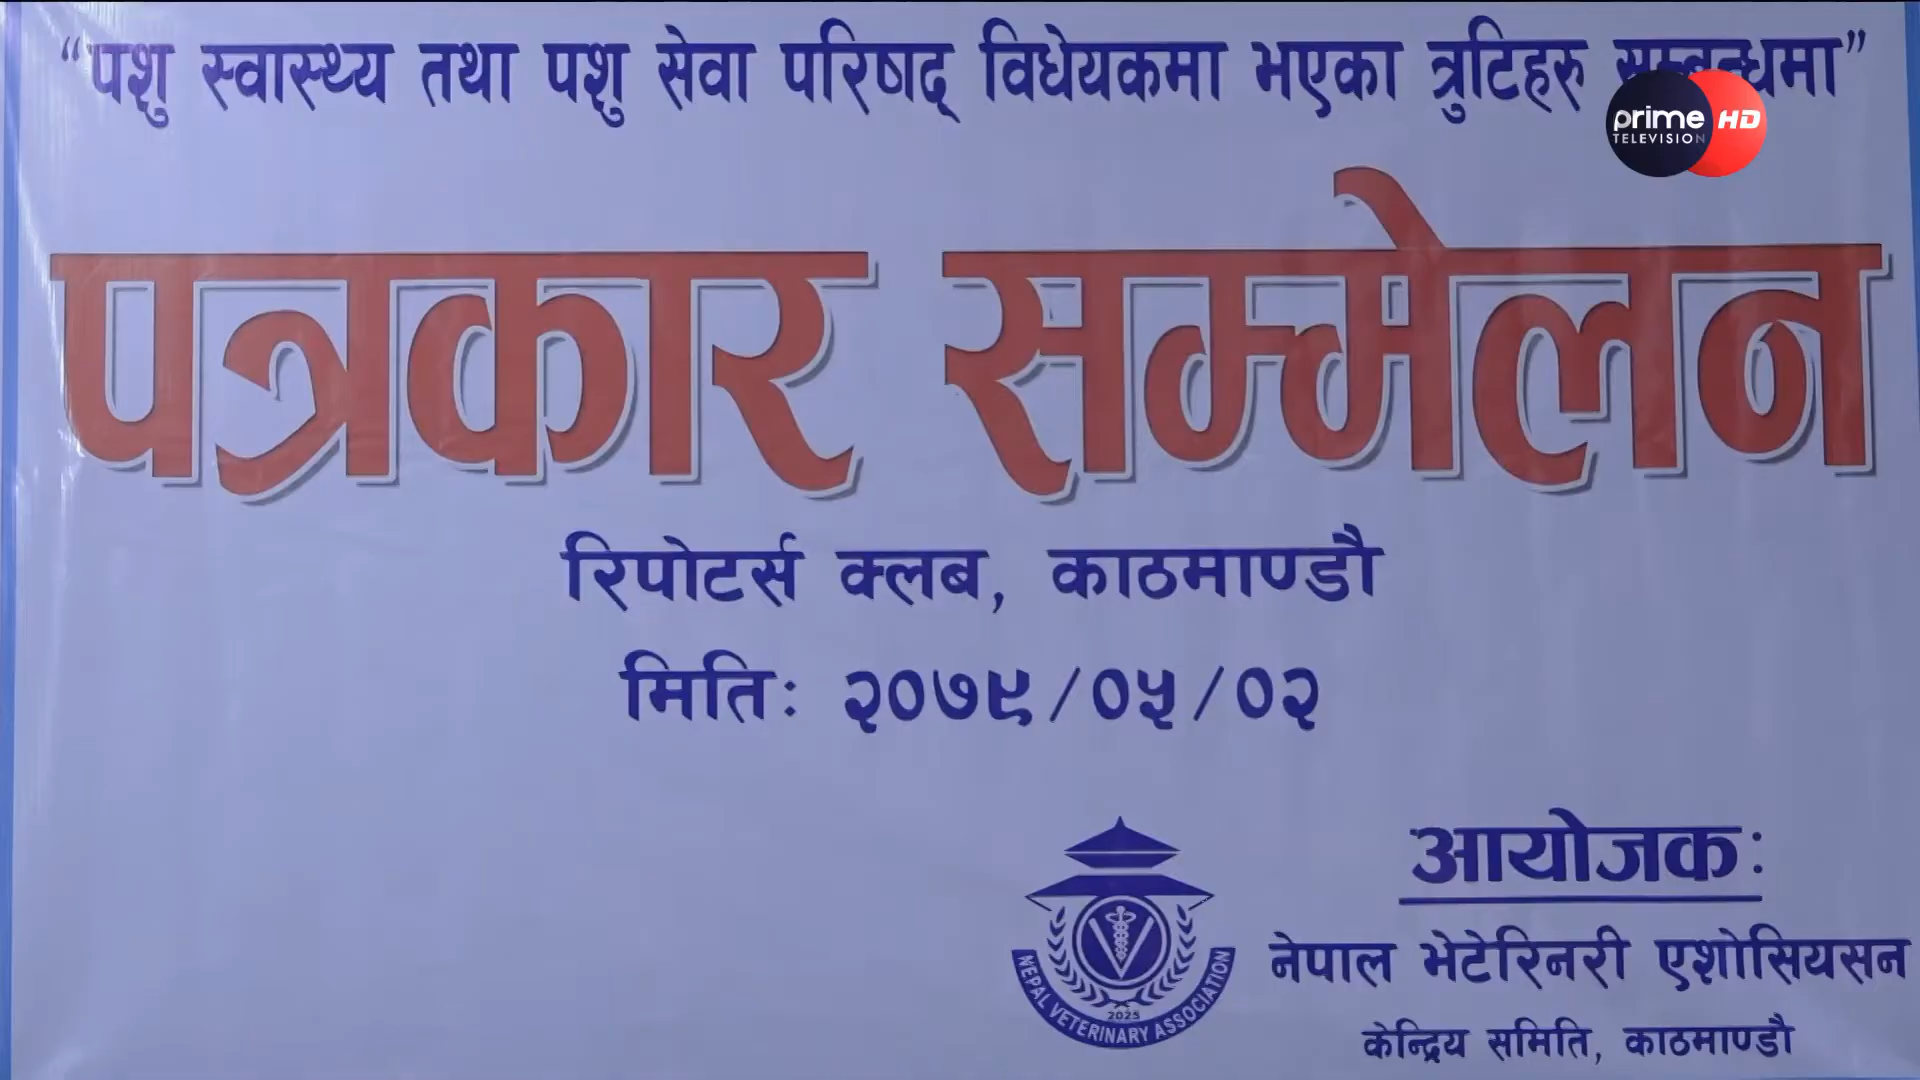 “पशु स्वास्थ्य तथा पशु सेवा परिषद् विधेयकमा भएका त्रुटिहरु सम्बन्धमा”
prime HD
TELEVISION
पत्रकार सम्मेलन
रिपोटर्स क्लब, काठमाण्डौ
मितिः २०७९/०५/०२
आयोजकः
नेपाल भेटेरिनरी एशोसियसन
केन्द्रिय समिति, काठमाण्डौ
2025
NEPAL VETERINARY ASSOCIATION